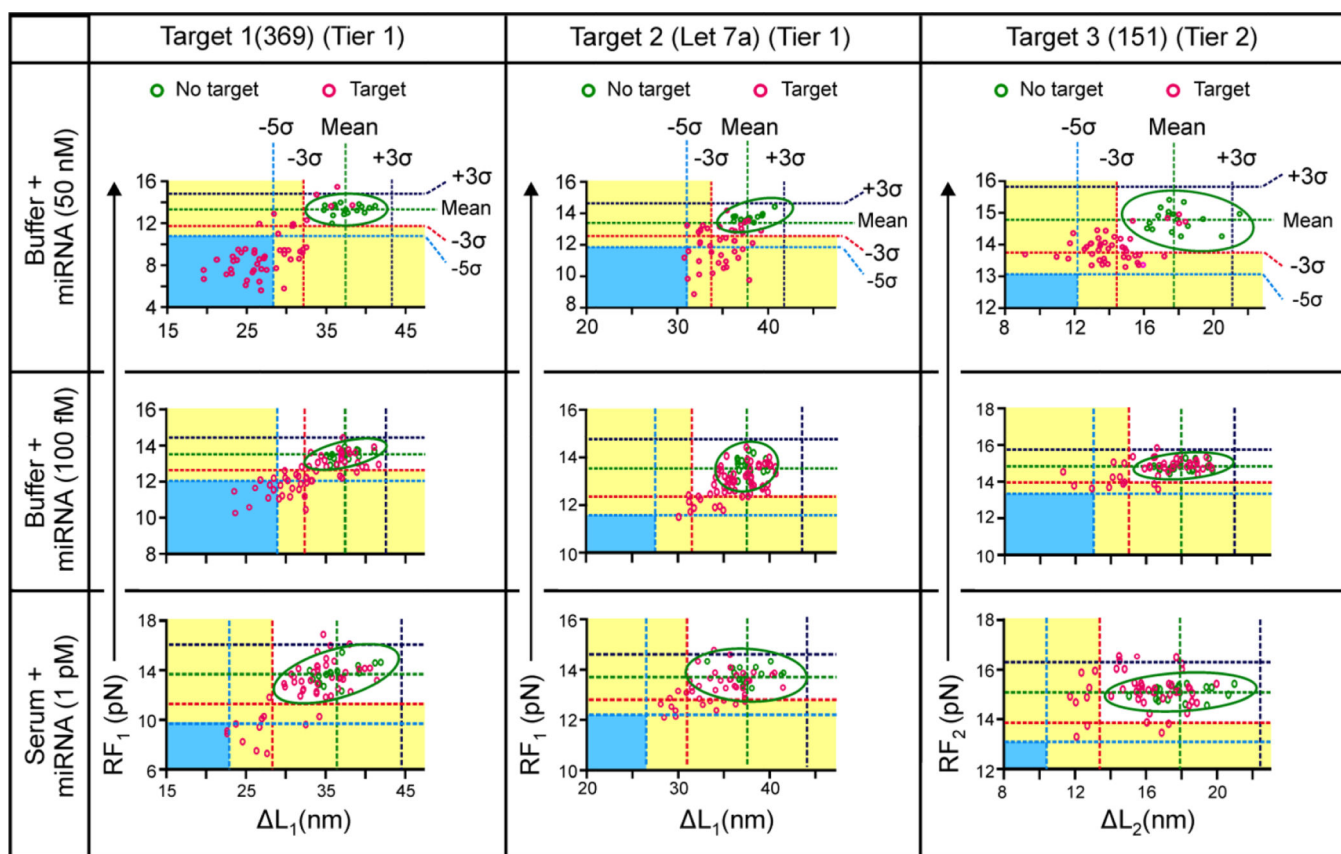 Target 1(369) (Tier 1)
Target 2 (Let 7a) (Tier 1)
Target 3 (151) (Tier 2)
Buffer +
miRNA (50 nM)
No target
Target
-5σ
Mean
-3σ
+3σ
16
14
12
10
8
6
4
+3σ
Mean
-3σ
-5σ
15
25
35
45
No target
Target
-5σ
Mean
-3σ
+3σ
16
14
13
12
11
10
8
+3σ
Mean
-3σ
-5σ
20
30
40
No target
Target
-5σ
Mean
-3σ
+3σ
16
15
14
13
12
+3σ
Mean
-3σ
-5σ
8
12
16
20
Buffer +
miRNA (100 fM)
16
14
12
10
8
16
14
12
10
18
16
14
12
10
Serum +
miRNA (1 pM)
RF₁ (pN)
18
14
10
6
15
25
35
45
ΔL₁(nm)
RF₁ (pN)
16
14
12
10
20
30
40
ΔL₁(nm)
RF₂ (pN)
18
16
14
12
8
12
16
20
ΔL₂(nm)